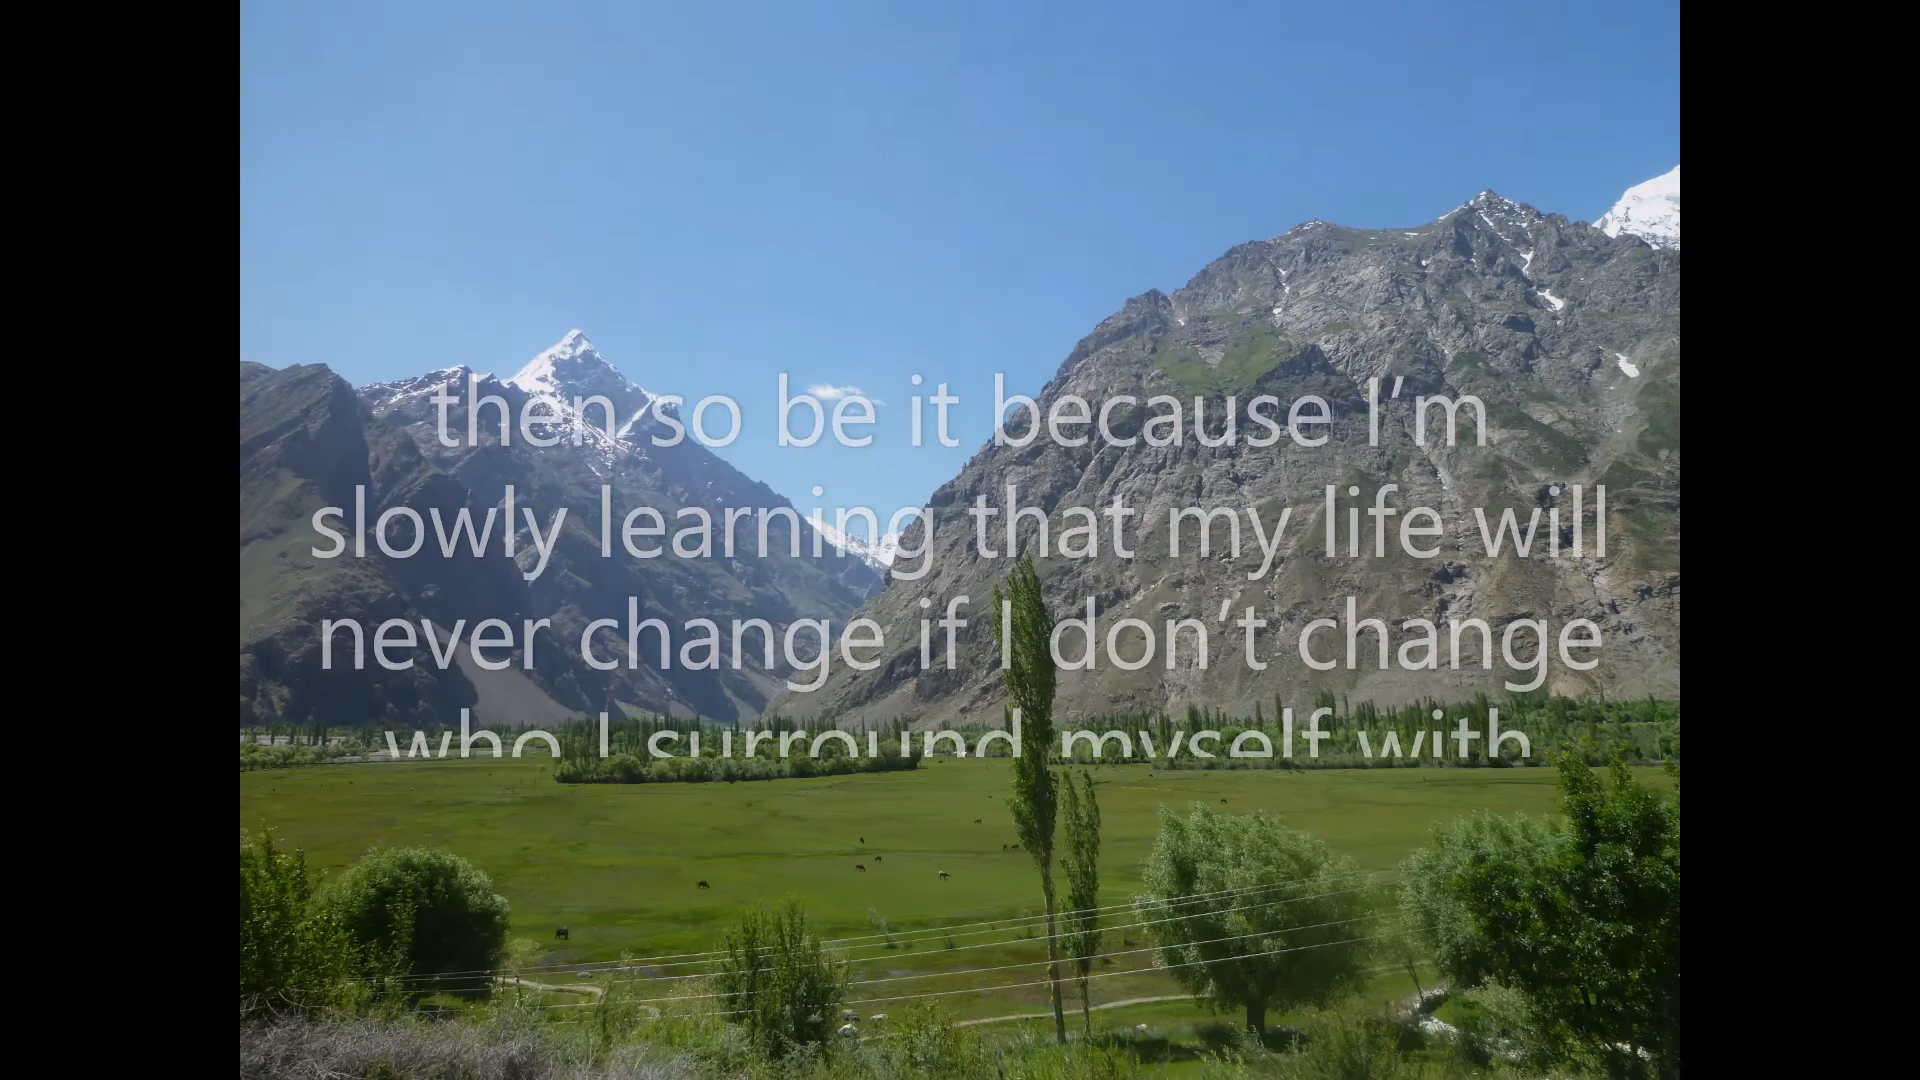 then so be it because I’m
slowly learning that my life will
never change if I don’t change
who I surround myself with